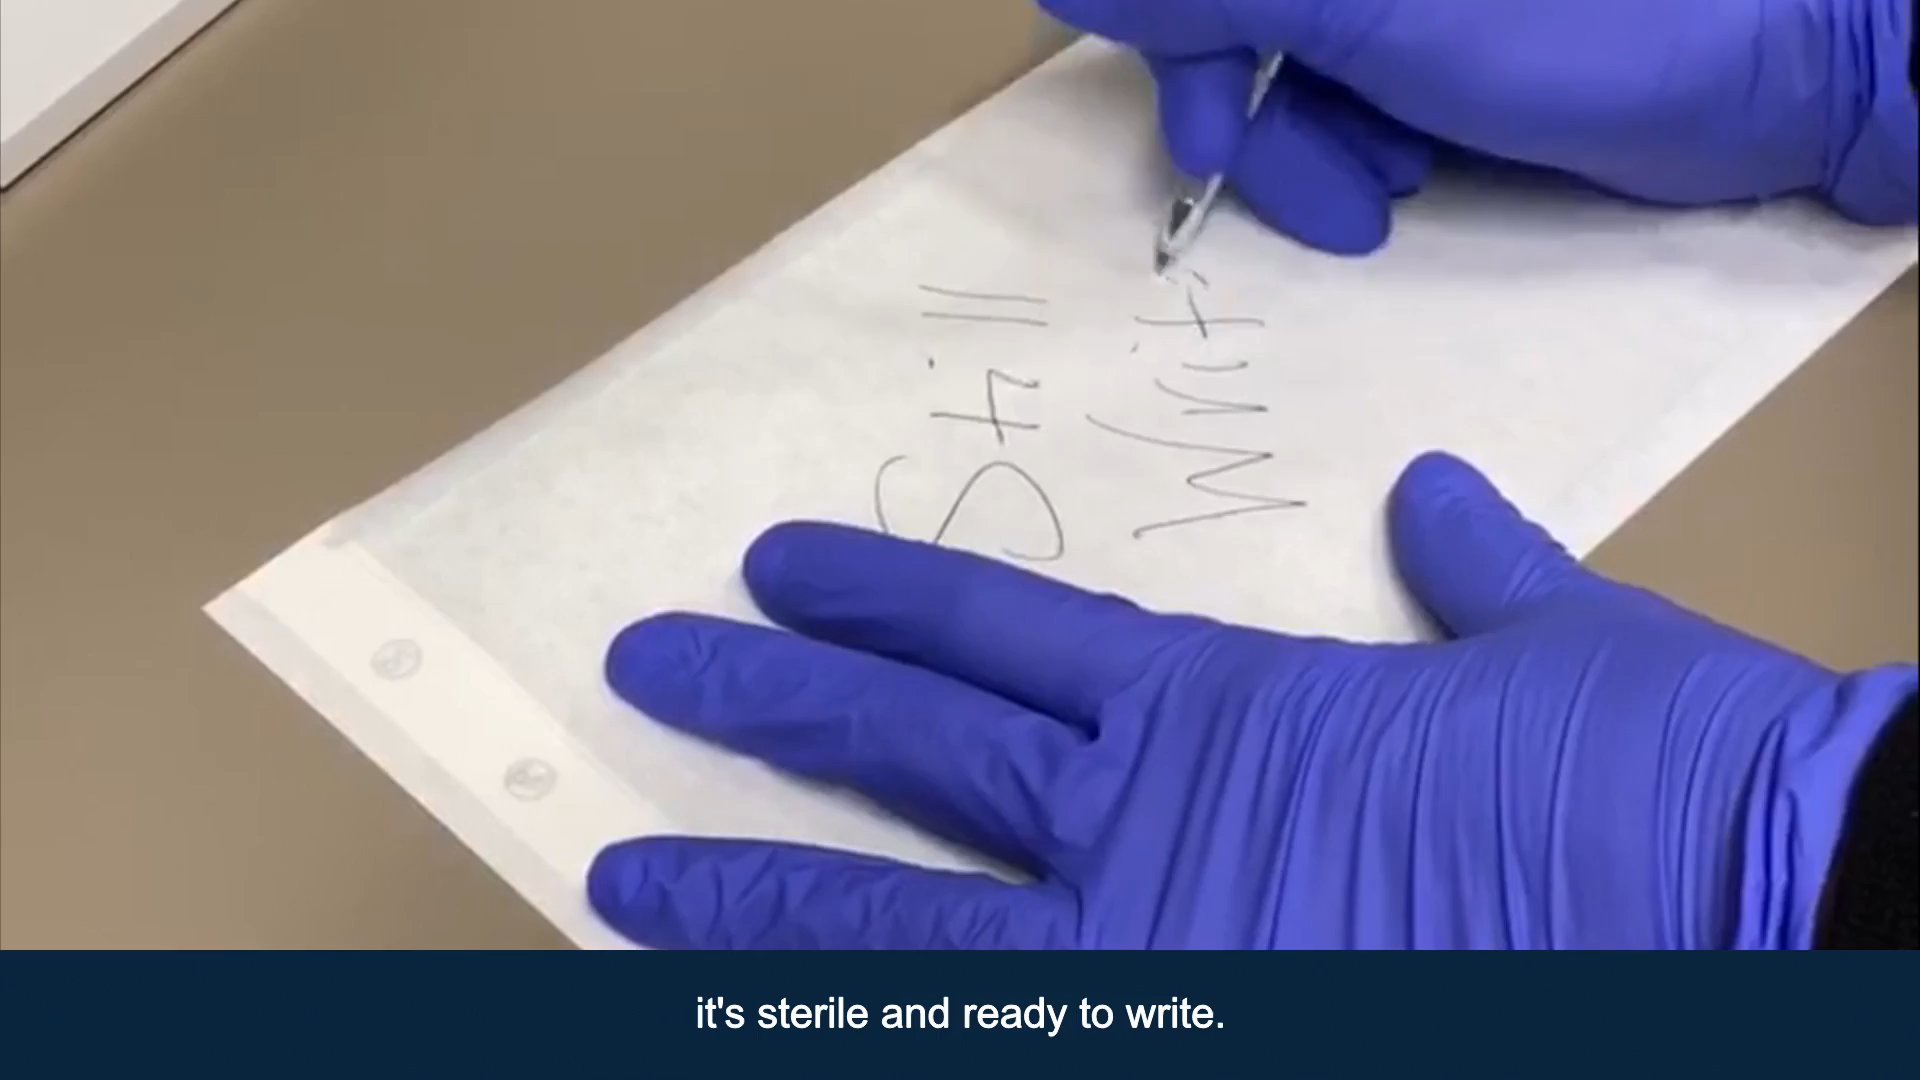 Still
Writ
it's sterile and ready to write.